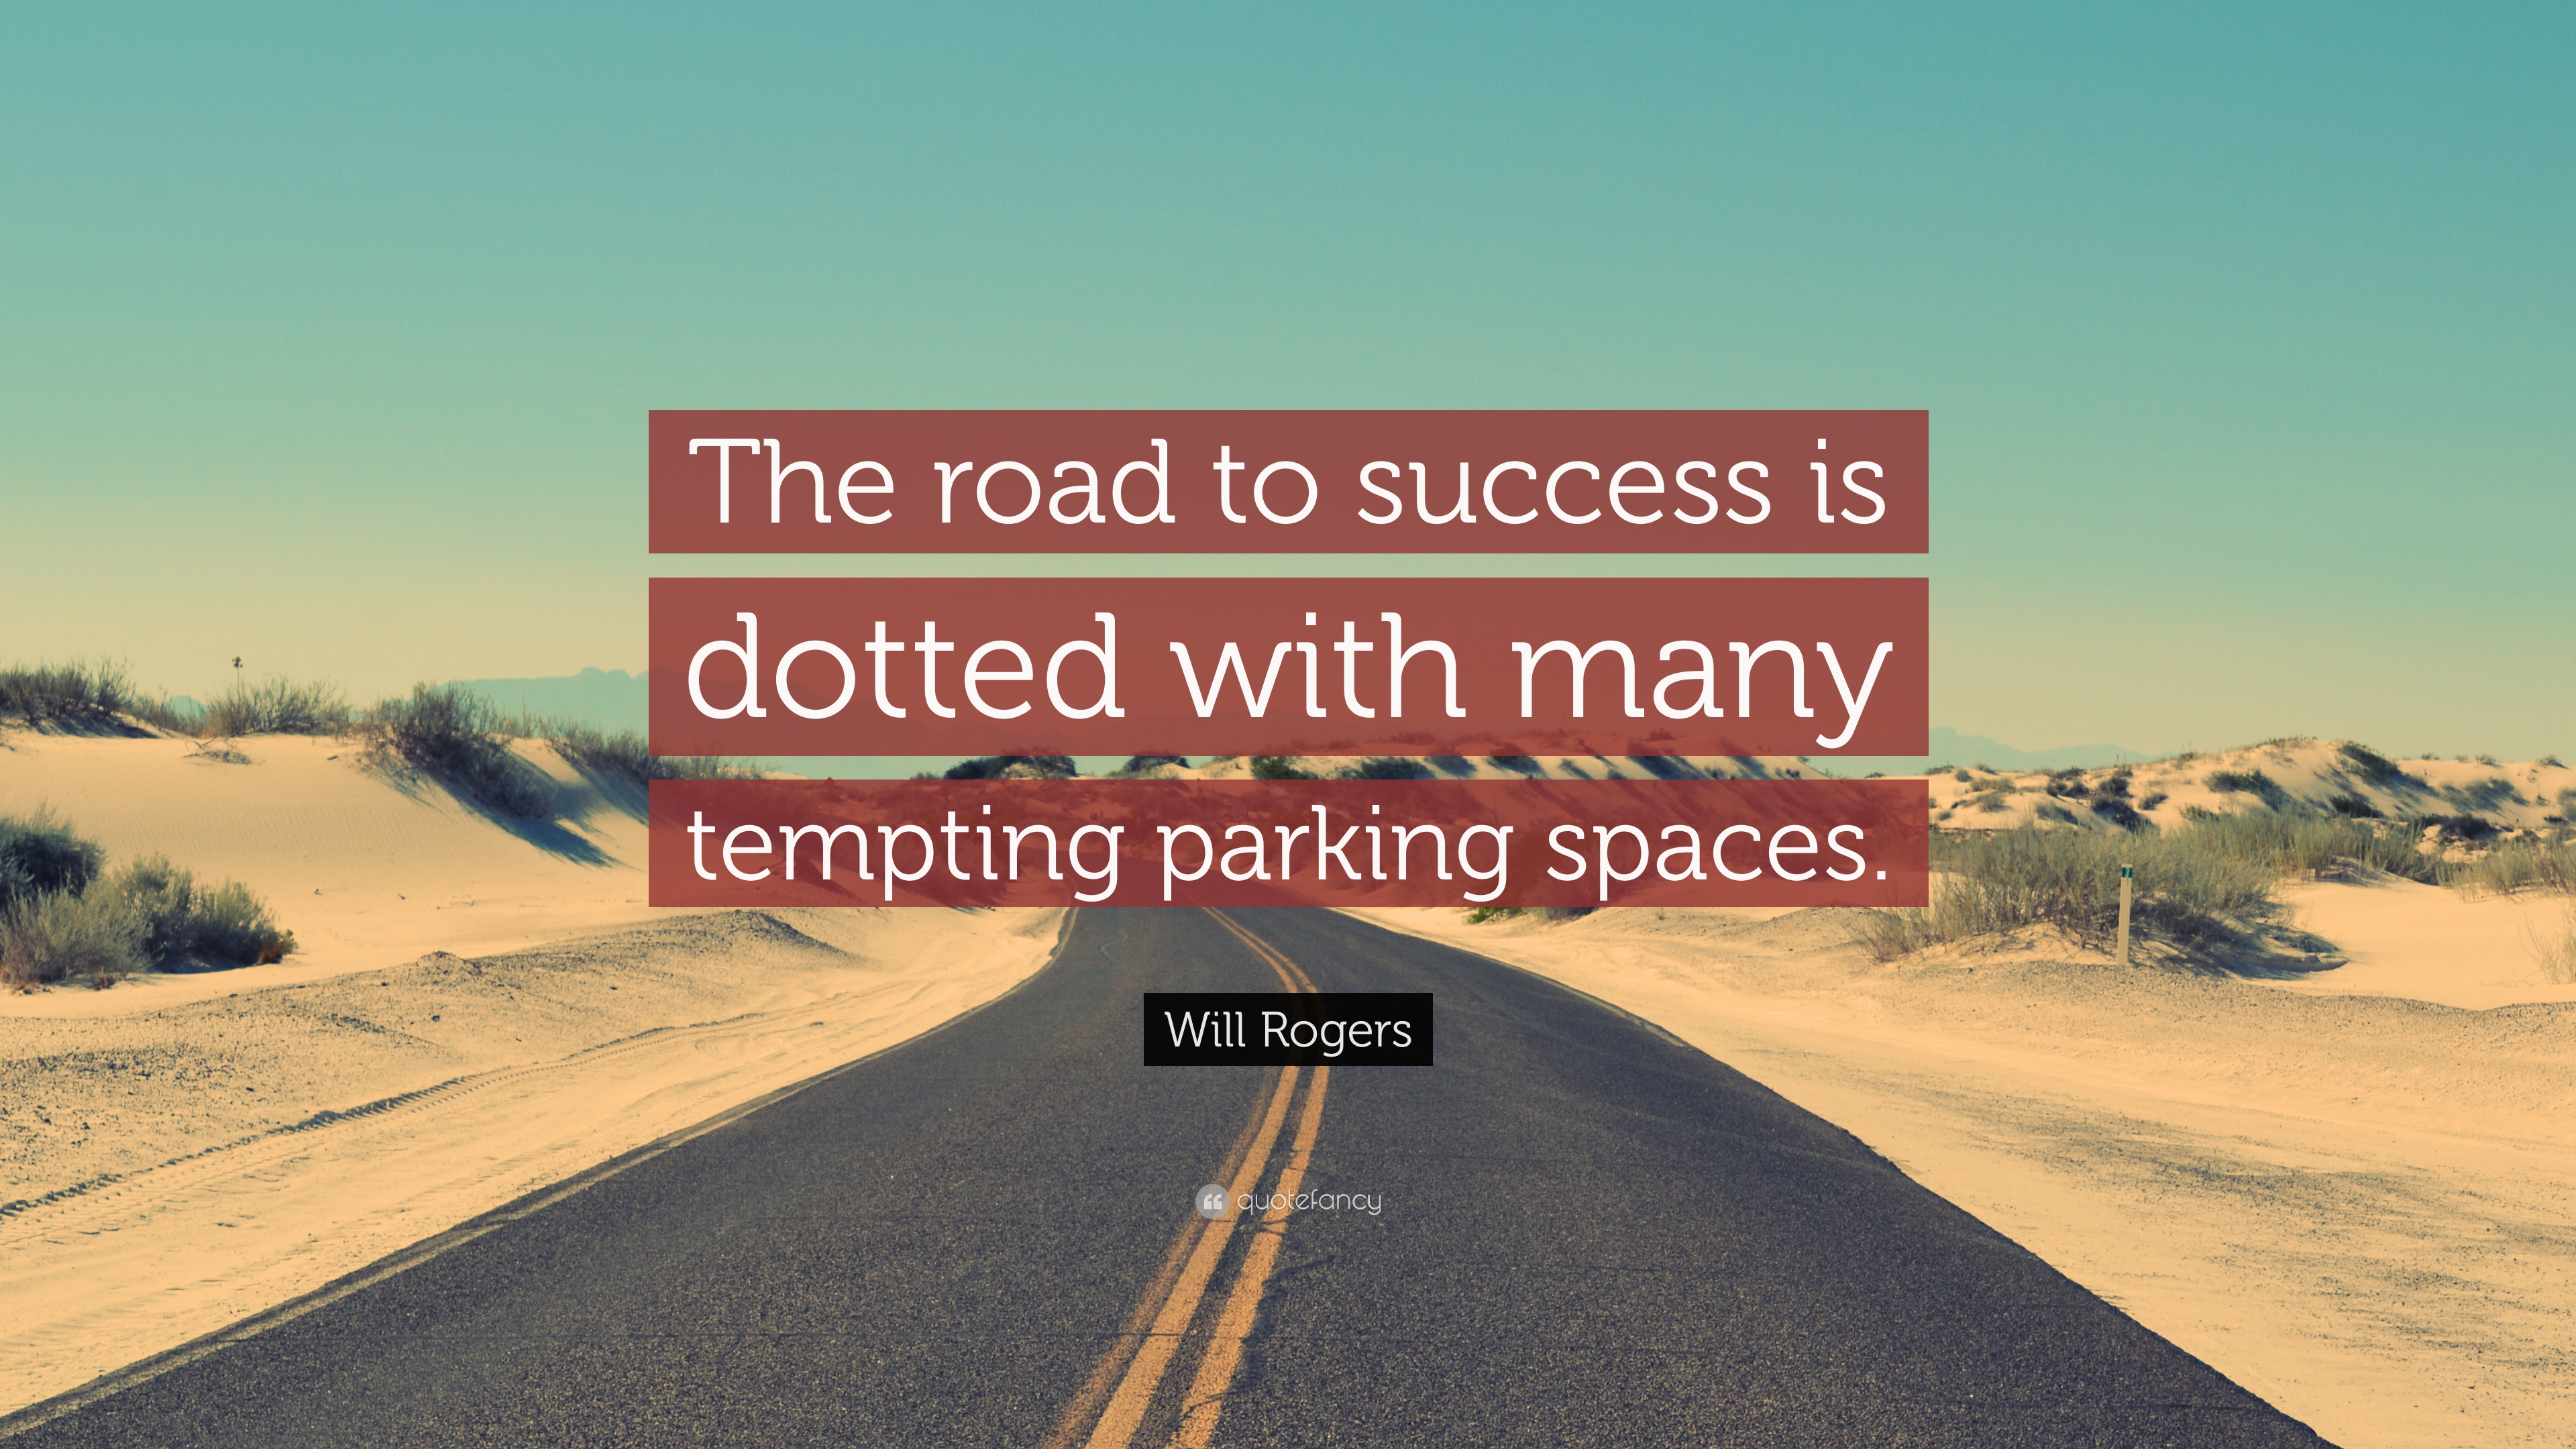 The road to success is
dotted with many
tempting parking spaces.
Will Rogers
quotefancy